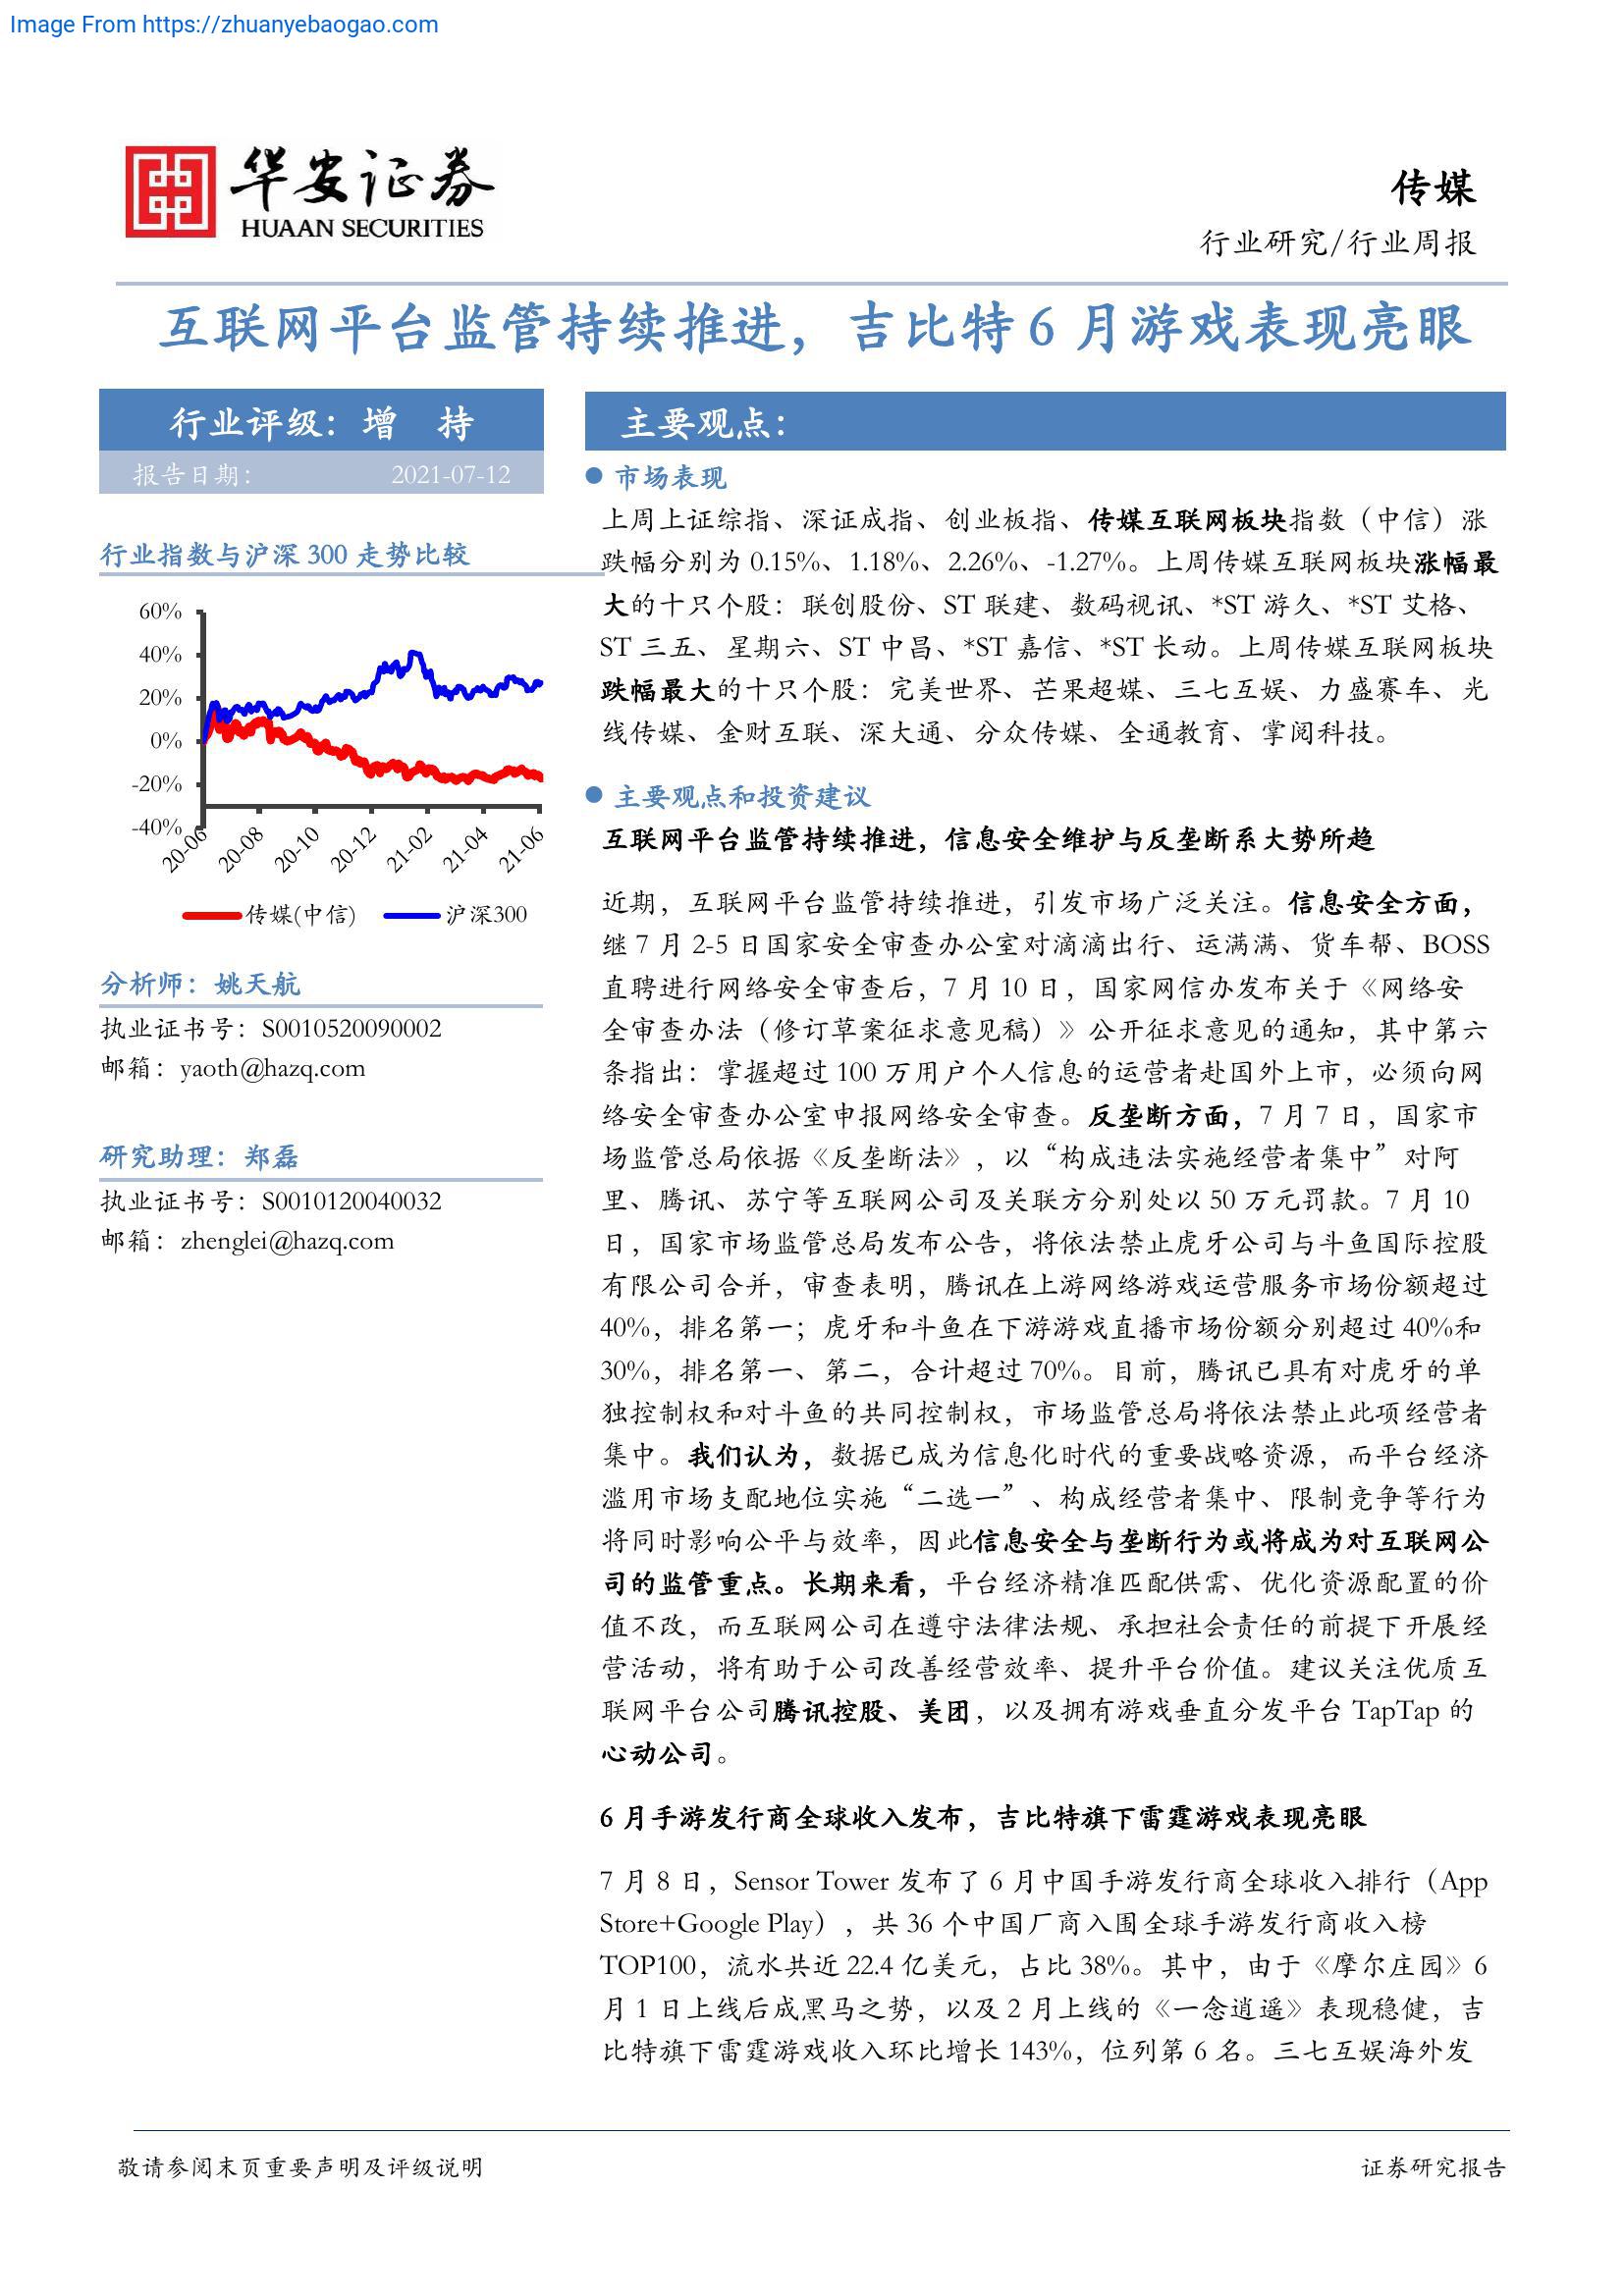 Image From https://zhuanyebaogao.com
华安证券
HUAAN SECURITIES
传媒
行业研究/行业周报
互联网平台监管持续推进，吉比特 6 月游戏表现亮眼
行业评级：增 持
报告日期： 2021-07-12
行业指数与沪深 300 走势比较
60%
40%
20%
0%
-20%
-40%
20-06
20-08
20-10
20-12
21-02
21-04
21-06
传媒(中信)
沪深300
分析师：姚天航
执业证书号：S0010520090002
邮箱：yaoth@hazq.com
研究助理：郑磊
执业证书号：S0010120040032
邮箱：zhenglei@hazq.com
主要观点：
市场表现
上周上证综指、深证成指、创业板指、传媒互联网板块指数（中信）涨
跌幅分别为 0.15%、1.18%、2.26%、-1.27%。上周传媒互联网板块涨幅最
大的十只个股：联创股份、ST 联建、数码视讯、*ST 游久、*ST 艾格、
ST 三五、星期六、ST 中昌、*ST 嘉信、*ST 长动。上周传媒互联网板块
跌幅最大的十只个股：完美世界、芒果超媒、三七互娱、力盛赛车、光
线传媒、金财互联、深大通、分众传媒、全通教育、掌阅科技。
主要观点和投资建议
互联网平台监管持续推进，信息安全维护与反垄断系大势所趋
近期，互联网平台监管持续推进，引发市场广泛关注。信息安全方面，
继 7 月 2-5 日国家安全审查办公室对滴滴出行、运满满、货车帮、BOSS
直聘进行网络安全审查后，7 月 10 日，国家网信办发布关于《网络安
全审查办法（修订草案征求意见稿）》公开征求意见的通知，其中第六
条指出：掌握超过 100 万用户个人信息的运营者赴国外上市，必须向网
络安全审查办公室申报网络安全审查。反垄断方面，7 月 7 日，国家市
场监管总局依据《反垄断法》，以“构成违法实施经营者集中”对阿
里、腾讯、苏宁等互联网公司及关联方分别处以 50 万元罚款。7 月 10
日，国家市场监管总局发布公告，将依法禁止虎牙公司与斗鱼国际控股
有限公司合并，审查表明，腾讯在上游网络游戏运营服务市场份额超过
40%，排名第一；虎牙和斗鱼在下游游戏直播市场份额分别超过 40%和
30%，排名第一、第二，合计超过 70%。目前，腾讯已具有对虎牙的单
独控制权和对斗鱼的共同控制权，市场监管总局将依法禁止此项经营者
集中。我们认为，数据已成为信息化时代的重要战略资源，而平台经济
滥用市场支配地位实施“二选一”、构成经营者集中、限制竞争等行为
将同时影响公平与效率，因此信息安全与垄断行为或将成为对互联网公
司的监管重点。长期来看，平台经济精准匹配供需、优化资源配置的价
值不改，而互联网公司在遵守法律法规、承担社会责任的前提下开展经
营活动，将有助于公司改善经营效率、提升平台价值。建议关注优质互
联网平台公司腾讯控股、美团，以及拥有游戏垂直分发平台 TapTap 的
心动公司。
6 月手游发行商全球收入发布，吉比特旗下雷霆游戏表现亮眼
7 月 8 日，Sensor Tower 发布了 6 月中国手游发行商全球收入排行（App
Store+Google Play），共 36 个中国厂商入围全球手游发行商收入榜
TOP100，流水共近 22.4 亿美元，占比 38%。其中，由于《摩尔庄园》6
月 1 日上线后成黑马之势，以及 2 月上线的《一念逍遥》表现稳健，吉
比特旗下雷霆游戏收入环比增长 143%，位列第 6 名。三七互娱海外发
敬请参阅末页重要声明及评级说明
证券研究报告